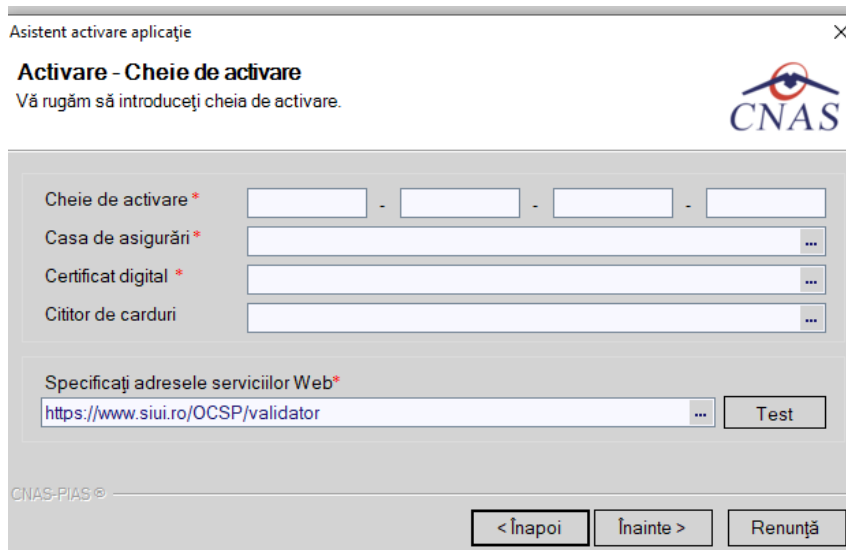 Asistent activare aplicaţie
Activare - Cheie de activare
Vă rugăm să introduceţi cheia de activare.
CNAS
Cheie de activare * - - -
Casa de asigurări * ...
Certificat digital * ...
Cititor de carduri ...
Specificaţi adresele serviciilor Web*
https://www.siui.ro/OCSP/validator ... Test
CNAS-PIAS ®
< Înapoi Înainte > Renunţă